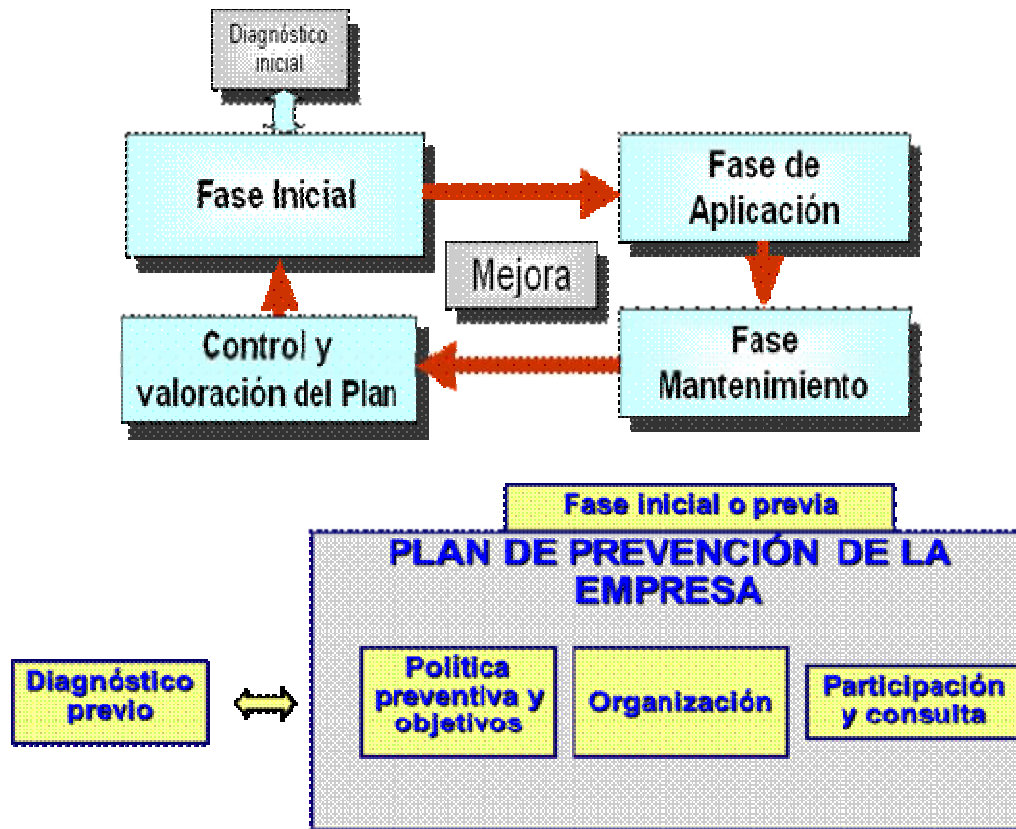 Diagnóstico
inicial
Fase Inicial
Fase de
Aplicación
Mejora
Control y
valoración del Plan
Fase
Mantenimiento
Fase inicial o previa
PLAN DE PREVENCIÓN DE LA
EMPRESA
Diagnóstico
previo
Política
preventiva y
objetivos
Organización
Participación
y consulta